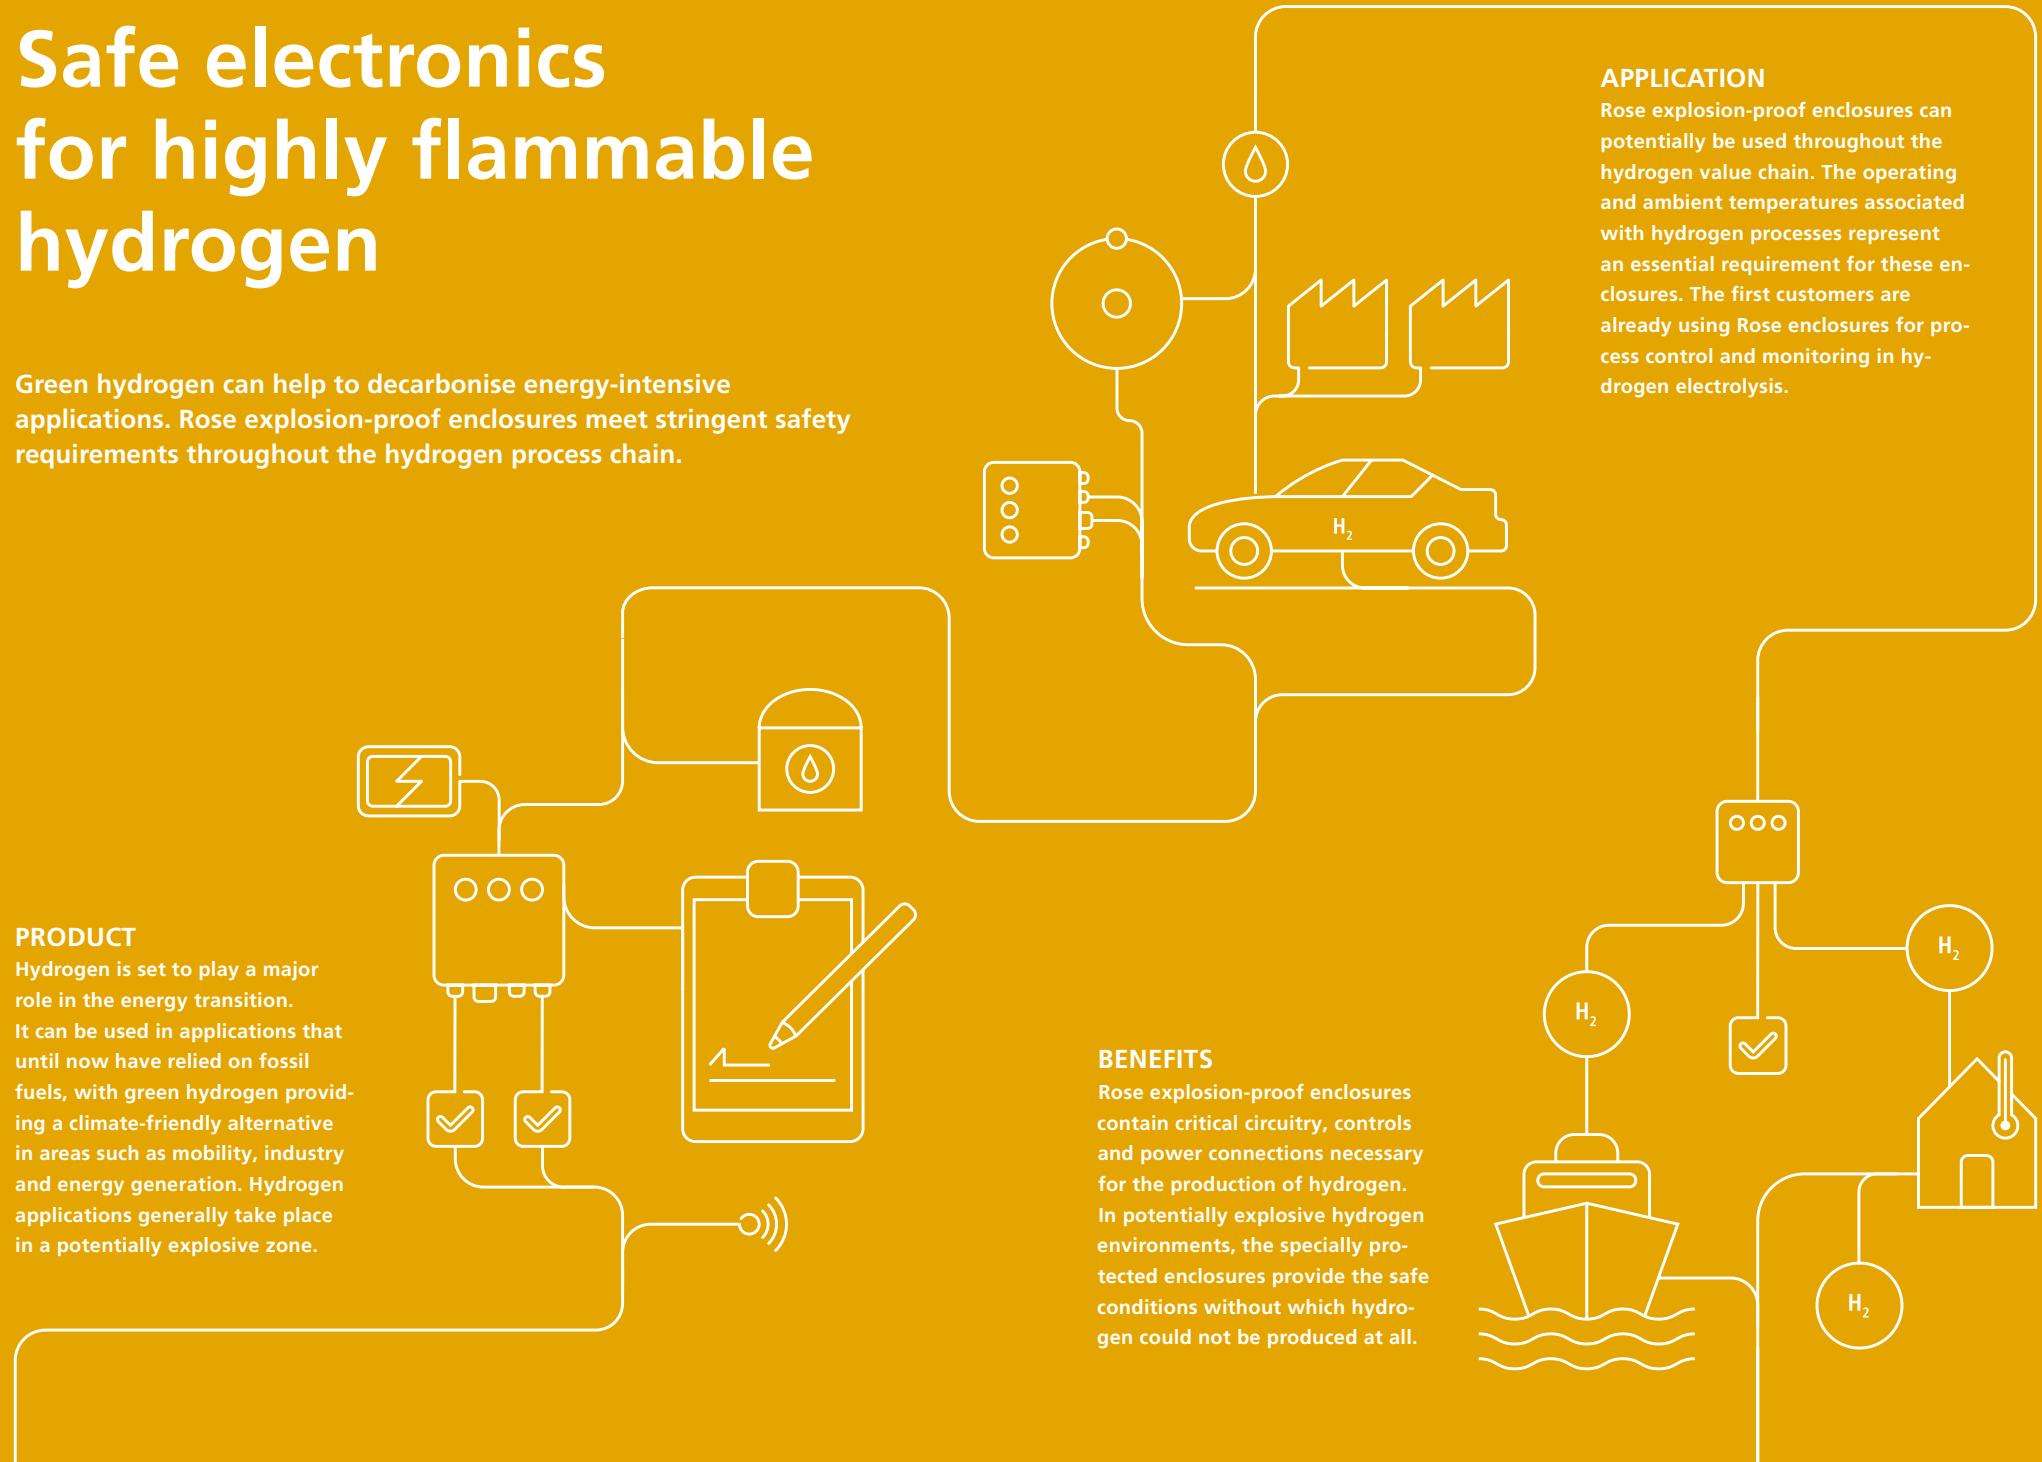 Safe electronics
for highly flammable
hydrogen
Green hydrogen can help to decarbonise energy-intensive
applications. Rose explosion-proof enclosures meet stringent safety
requirements throughout the hydrogen process chain.
APPLICATION
Rose explosion-proof enclosures can
potentially be used throughout the
hydrogen value chain. The operating
and ambient temperatures associated
with hydrogen processes represent
an essential requirement for these en-
closures. The first customers are
already using Rose enclosures for pro-
cess control and monitoring in hy-
drogen electrolysis.
H₂
PRODUCT
Hydrogen is set to play a major
role in the energy transition.
It can be used in applications that
until now have relied on fossil
fuels, with green hydrogen provid-
ing a climate-friendly alternative
in areas such as mobility, industry
and energy generation. Hydrogen
applications generally take place
in a potentially explosive zone.
BENEFITS
Rose explosion-proof enclosures
contain critical circuitry, controls
and power connections necessary
for the production of hydrogen.
In potentially explosive hydrogen
environments, the specially pro-
tected enclosures provide the safe
conditions without which hydro-
gen could not be produced at all.
H₂
H₂
H₂